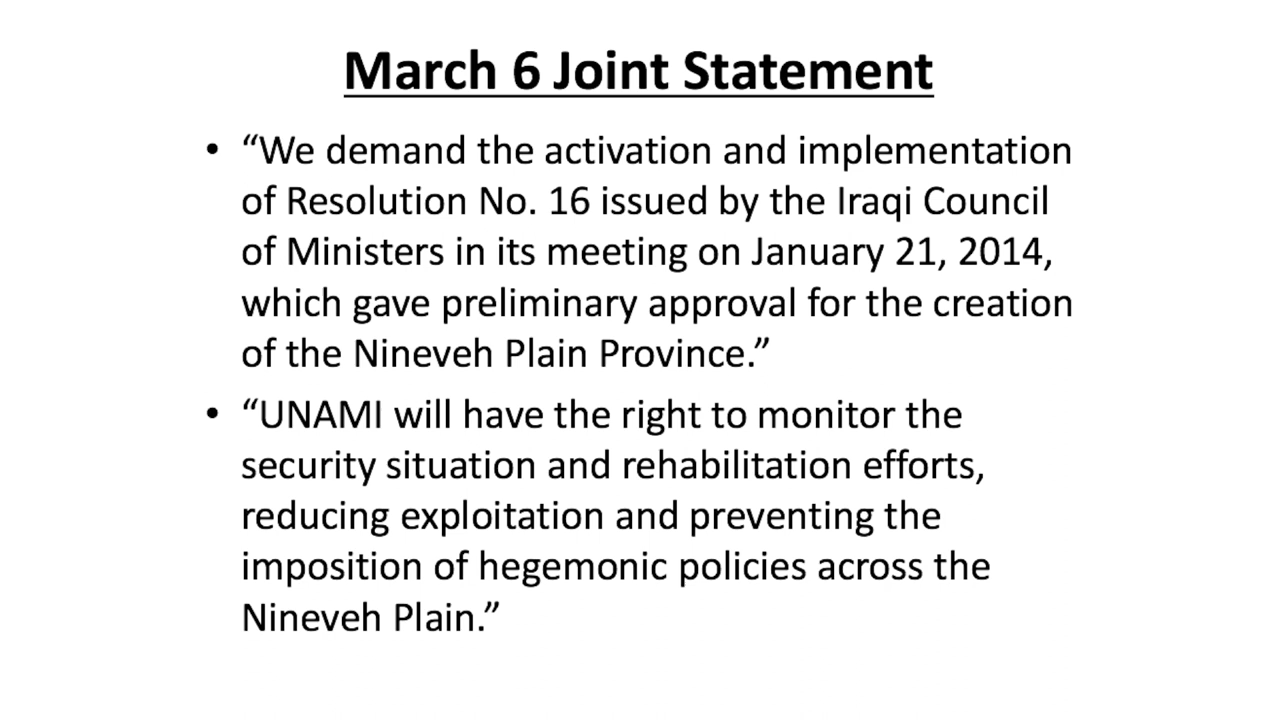 March 6 Joint Statement
• “We demand the activation and implementation
of Resolution No. 16 issued by the Iraqi Council
of Ministers in its meeting on January 21, 2014,
which gave preliminary approval for the creation
of the Nineveh Plain Province.”
• “UNAMI will have the right to monitor the
security situation and rehabilitation efforts,
reducing exploitation and preventing the
imposition of hegemonic policies across the
Nineveh Plain.”